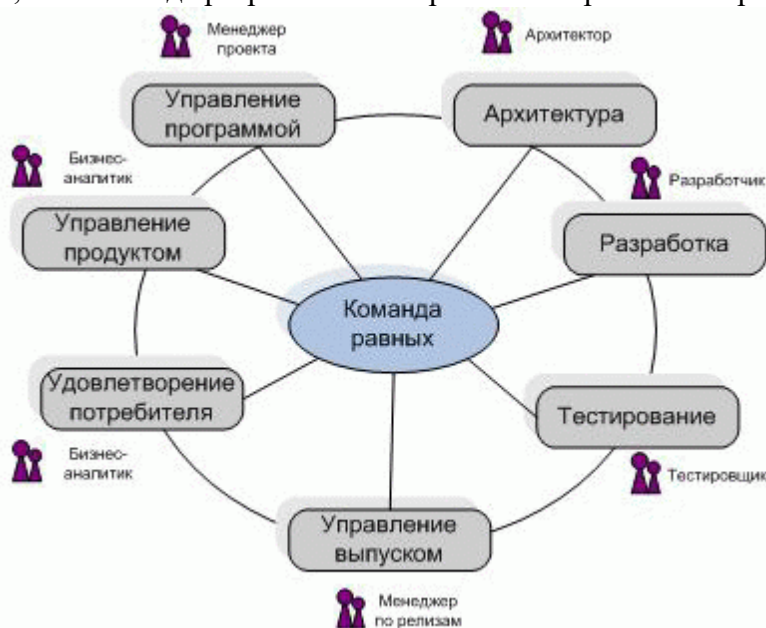 Менеджер
проекта
Архитектор
Управление
программой
Архитектура
Бизнес-
аналитик
Разработчик
Управление
продуктом
Разработка
Команда
равных
Удовлетворение
потребителя
Тестирование
Бизнес-
аналитик
Тестировщик
Управление
выпуском
Менеджер
по релизам